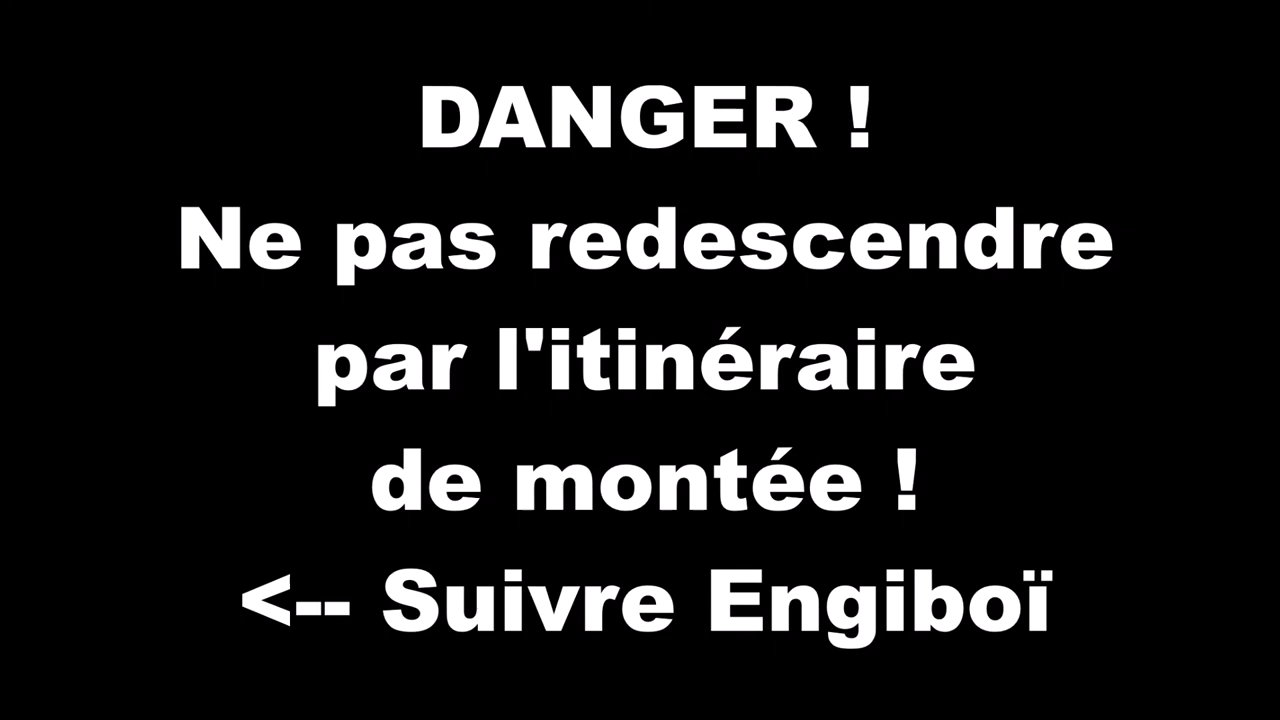 DANGER !
Ne pas redescendre
par l'itinéraire
de montée !
<-- Suivre Engiboï